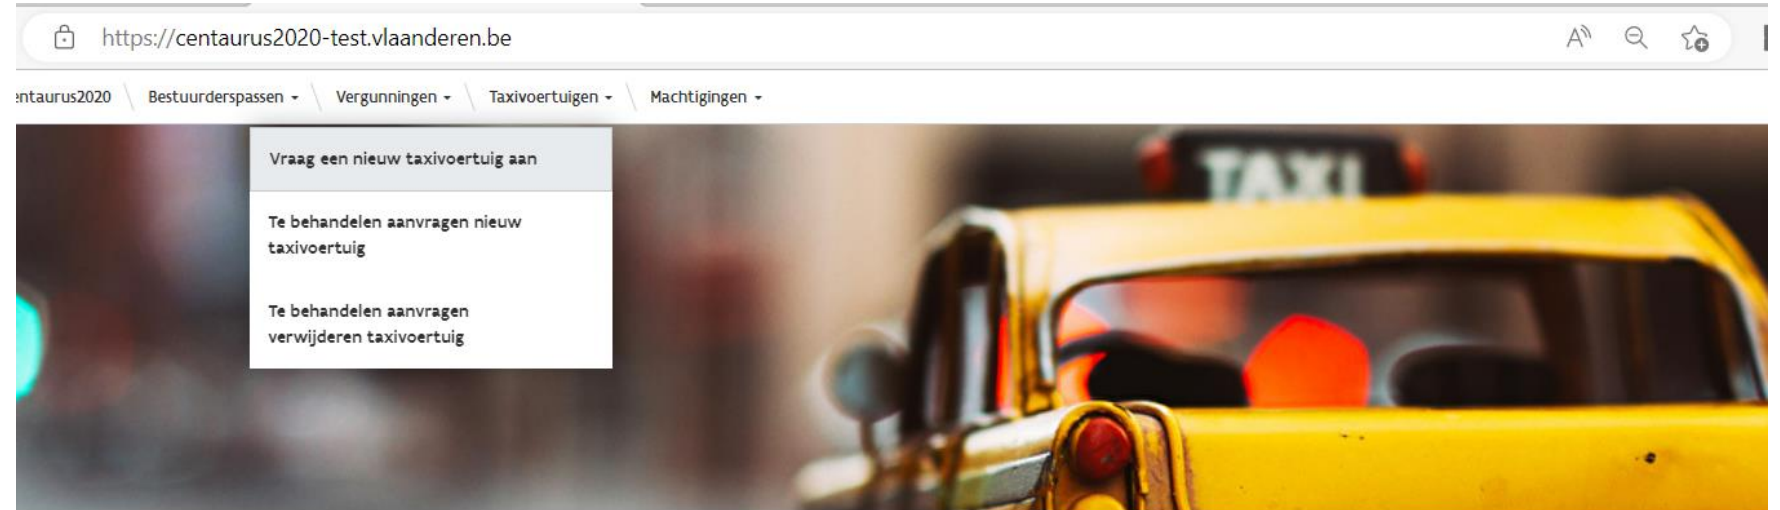 https://centaurus2020-test.vlaanderen.be
entaurus2020 Bestuurderspassen Vergunningen Taxivoertuigen Machtigingen
Vraag een nieuw taxivoertuig aan
Te behandelen aanvragen nieuw
taxivoertuig
Te behandelen aanvragen
verwijderen taxivoertuig
TAXI